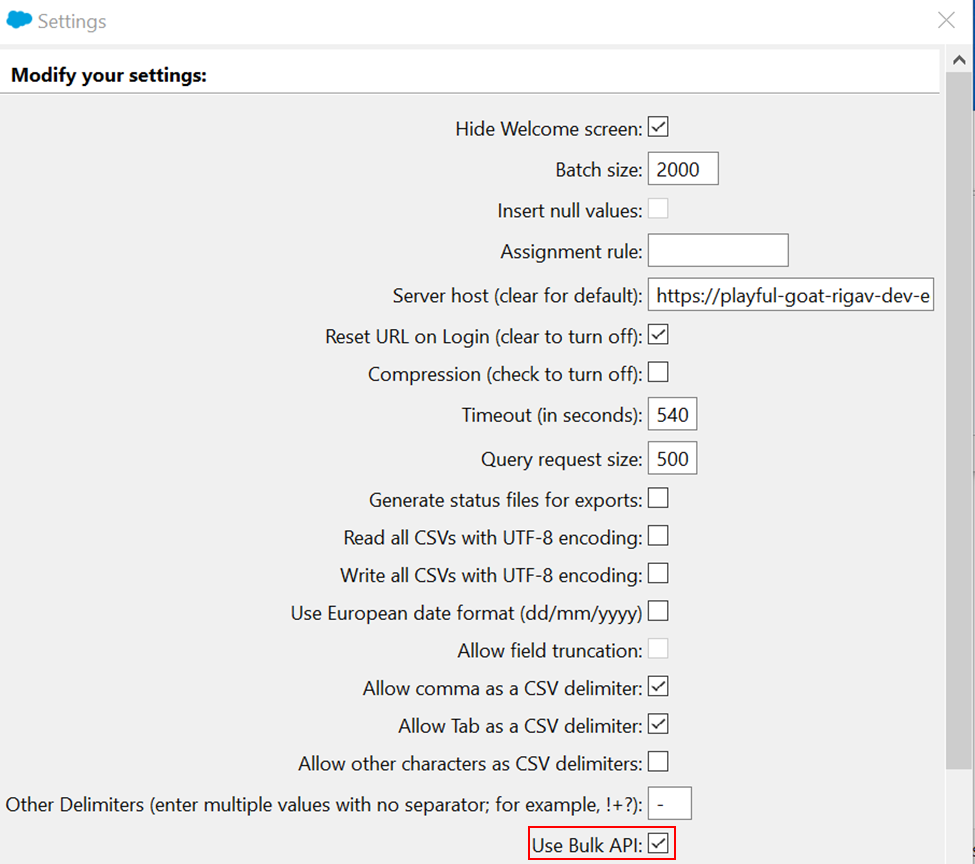 Settings
Modify your settings:
Hide Welcome screen:
Batch size: 2000
Insert null values:
Assignment rule:
Server host (clear for default): https://playful-goat-rigav-dev-e
Reset URL on Login (clear to turn off):
Compression (check to turn off):
Timeout (in seconds): 540
Query request size: 500
Generate status files for exports:
Read all CSVs with UTF-8 encoding:
Write all CSVs with UTF-8 encoding:
Use European date format (dd/mm/yyyy)
Allow field truncation:
Allow comma as a CSV delimiter:
Allow Tab as a CSV delimiter:
Allow other characters as CSV delimiters:
Other Delimiters (enter multiple values with no separator; for example, !+?): -
Use Bulk API: